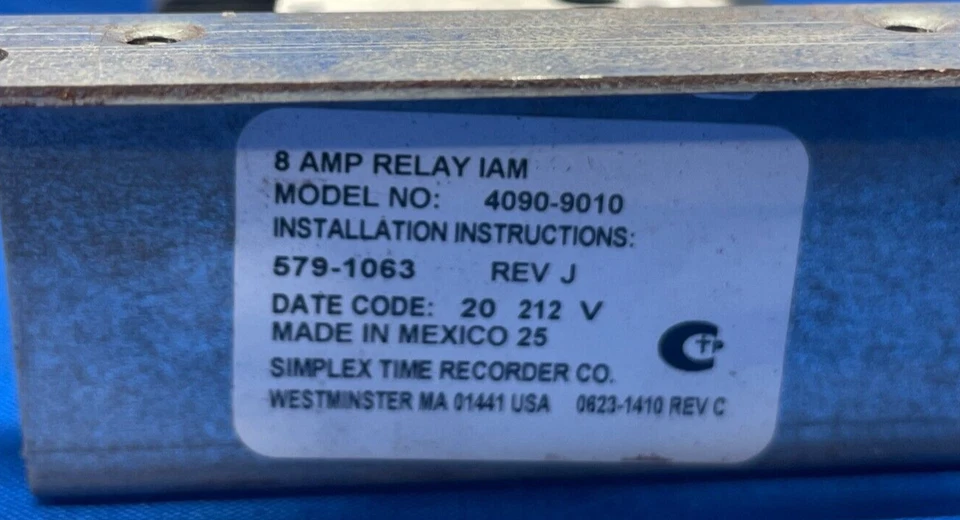 8 AMP RELAY IAM
MODEL NO: 4090-9010
INSTALLATION INSTRUCTIONS:
579-1063 REV J
DATE CODE: 20 212 V
MADE IN MEXICO 25
SIMPLEX TIME RECORDER CO.
WESTMINSTER MA 01441 USA 0623-1410 REV C